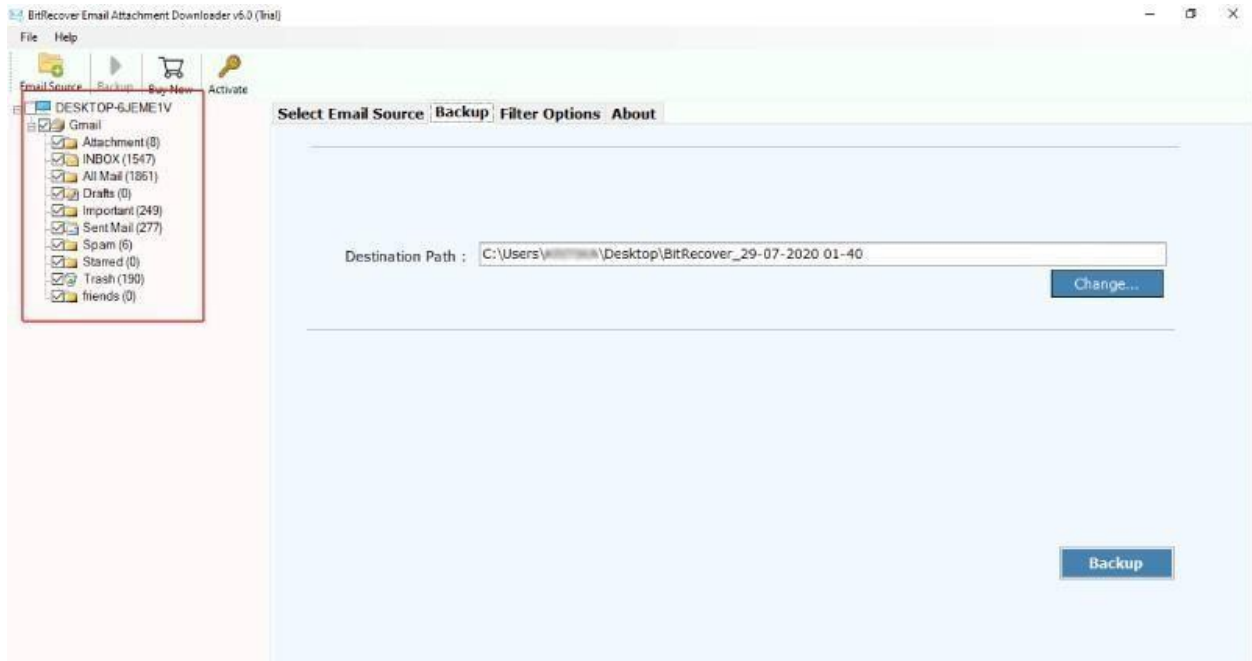 BitRecover Email Attachment Downloader v6.0 (Trial)
File Help
Email Source Backup Buy Now Activate
DESKTOP-6JEME1V
Gmail
Attachment (8)
INBOX (1547)
All Mail (1861)
Drafts (0)
Important (249)
Sent Mail (277)
Spam (6)
Starred (0)
Trash (190)
friends (0)
Select Email Source Backup Filter Options About
Destination Path : C:\Users\ \Desktop\BitRecover_29-07-2020 01-40
Change...
Backup